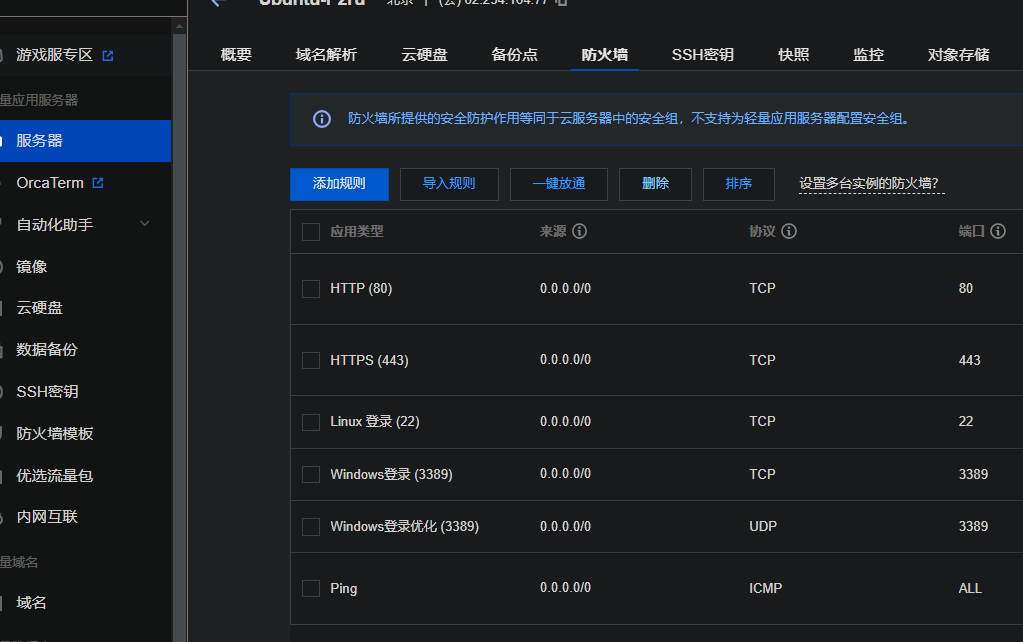 北京
游戏服专区
概要 域名解析 云硬盘 备份点 防火墙 SSH密钥 快照 监控 对象存储
量应用服务器
防火墙所提供的安全防护作用等同于云服务器中的安全组，不支持为轻量应用服务器配置安全组。
服务器
OrcaTerm
添加规则 导入规则 一键放通 删除 排序 设置多台实例的防火墙?
自动化助手
应用类型 来源 协议 端口
镜像
HTTP (80) 0.0.0.0/0 TCP 80
云硬盘
数据备份
HTTPS (443) 0.0.0.0/0 TCP 443
SSH密钥
Linux 登录 (22) 0.0.0.0/0 TCP 22
防火墙模板
Windows登录 (3389) 0.0.0.0/0 TCP 3389
优选流量包
内网互联
Windows登录优化 (3389) 0.0.0.0/0 UDP 3389
量域名
Ping 0.0.0.0/0 ICMP ALL
域名